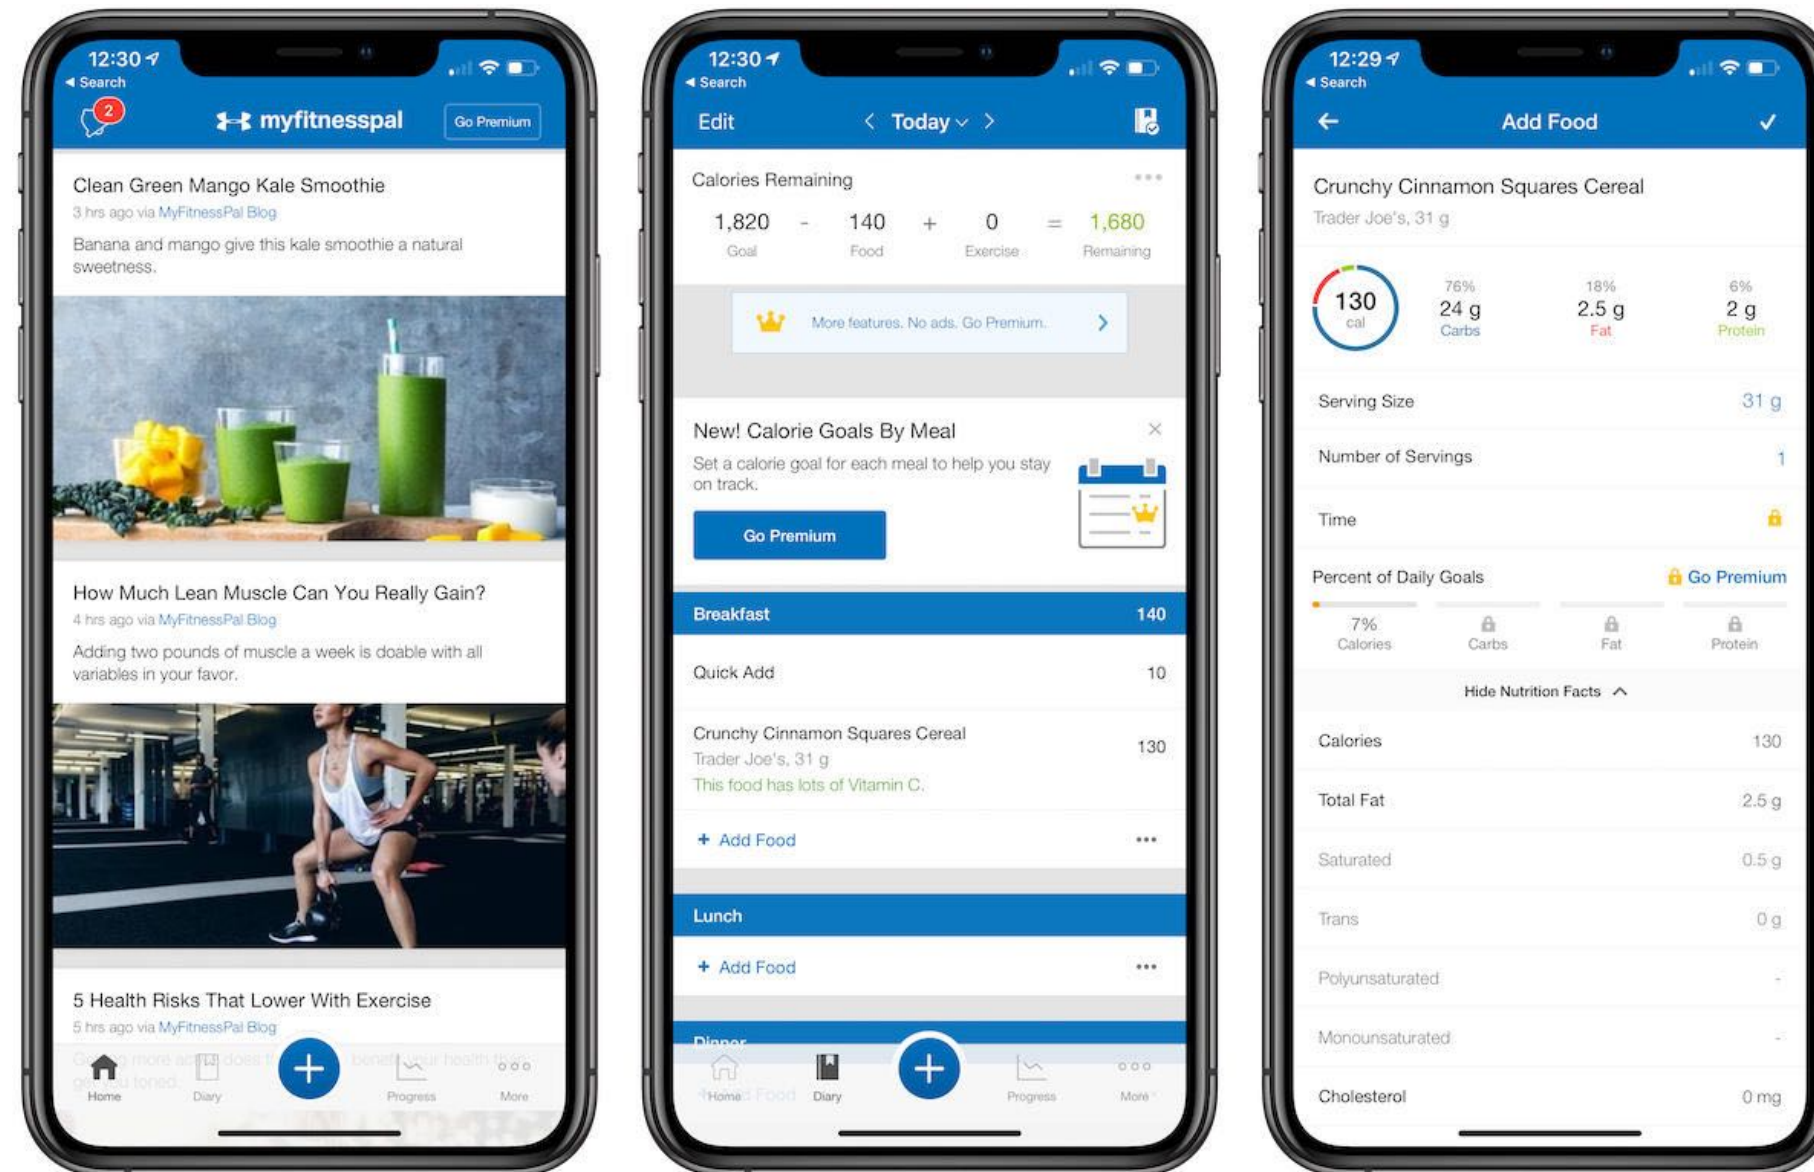 12:30
◀ Search
2
myfitnesspal
Go Premium
Clean Green Mango Kale Smoothie
3 hrs ago via MyFitnessPal Blog
Banana and mango give this kale smoothie a natural
sweetness.
How Much Lean Muscle Can You Really Gain?
4 hrs ago via MyFitnessPal Blog
Adding two pounds of muscle a week is doable with all
variables in your favor.
5 Health Risks That Lower With Exercise
5 hrs ago via MyFitnessPal Blog
more does benefit your health than
get you toned.
Home Diary Progress More
12:30
◀ Search
Edit < Today >
Calories Remaining
1,820 - 140 + 0 = 1,680
Goal Food Exercise Remaining
More features. No ads. Go Premium.
New! Calorie Goals By Meal
Set a calorie goal for each meal to help you stay
on track.
Go Premium
Breakfast 140
Quick Add 10
Crunchy Cinnamon Squares Cereal
130
Trader Joe's, 31 g
This food has lots of Vitamin C.
+ Add Food
Lunch
+ Add Food
Dinner
Food
Home Diary Progress More
12:29
◀ Search
Add Food
Crunchy Cinnamon Squares Cereal
Trader Joe's, 31 g
130
cal
76% 18% 6%
24 g 2.5 g 2 g
Carbs Fat Protein
Serving Size 31 g
Number of Servings 1
Time
Percent of Daily Goals Go Premium
7%
Calories Carbs Fat Protein
Hide Nutrition Facts
Calories 130
Total Fat 2.5 g
Saturated 0.5 g
Trans 0 g
Polyunsaturated -
Monounsaturated -
Cholesterol 0 mg